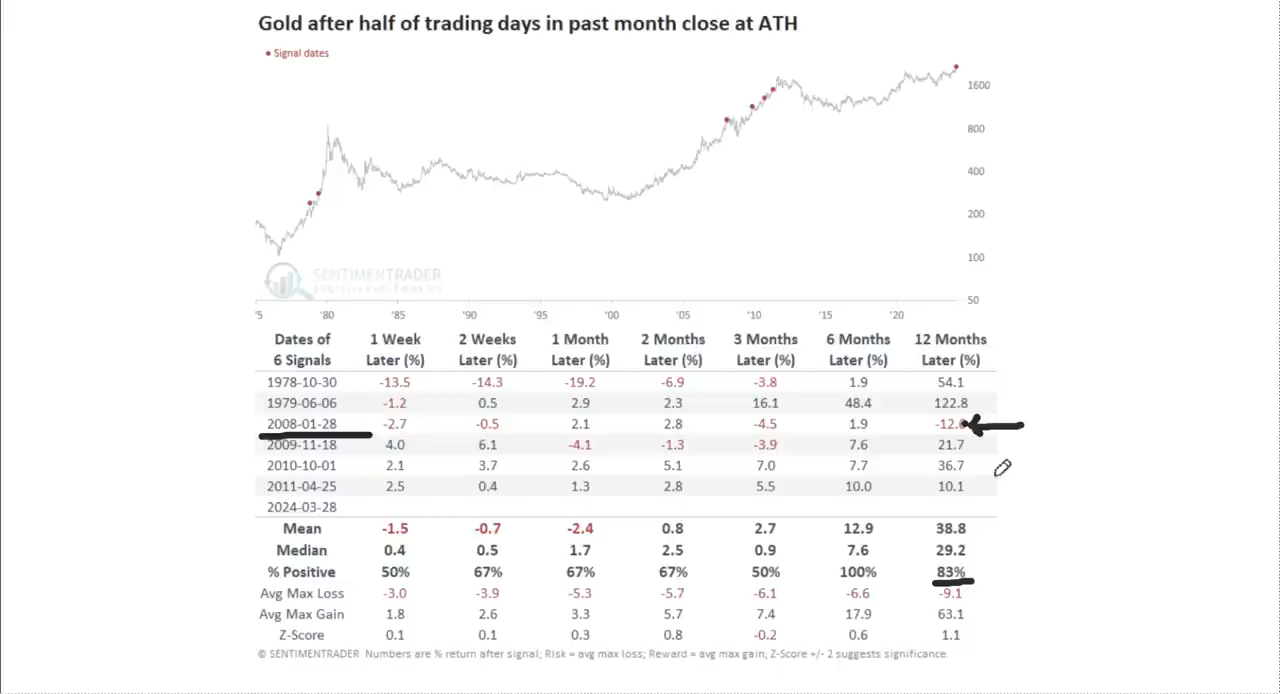 Gold after half of trading days in past month close at ATH
• Signal dates
1600
800
400
200
100
50
SENTIMENTRADER
'5 '80 '85 '90 '95 '00 '05 '10 '15 '20
Dates of 1 Week 2 Weeks 1 Month 2 Months 3 Months 6 Months 12 Months
6 Signals Later (%) Later (%) Later (%) Later (%) Later (%) Later (%) Later (%)
1978-10-30 -13.5 -14.3 -19.2 -6.9 -3.8 1.9 54.1
1979-06-06 -1.2 0.5 2.9 2.3 16.1 48.4 122.8
2008-01-28 -2.7 -0.5 2.1 2.8 -4.5 1.9
2009-11-18 4.0 6.1 -4.1 -1.3 -3.9 7.6 21.7
2010-10-01 2.1 3.7 2.6 5.1 7.0 7.7 36.7
2011-04-25 2.5 0.4 1.3 2.8 5.5 10.0 10.1
2024-03-28
Mean -1.5 -0.7 -2.4 0.8 2.7 12.9 38.8
Median 0.4 0.5 1.7 2.5 0.9 7.6 29.2
% Positive 50% 67% 67% 67% 50% 100% 83%
Avg Max Loss -3.0 -3.9 -5.3 -5.7 -6.1 -6.6 -9.1
Avg Max Gain 1.8 2.6 3.3 5.7 7.4 17.9 63.1
Z-Score 0.1 0.1 0.3 0.8 -0.2 0.6 1.1
© SENTIMENTRADER Numbers are % return after signal; Risk = avg max loss; Reward = avg max gain; Z-Score +/- 2 suggests significance.